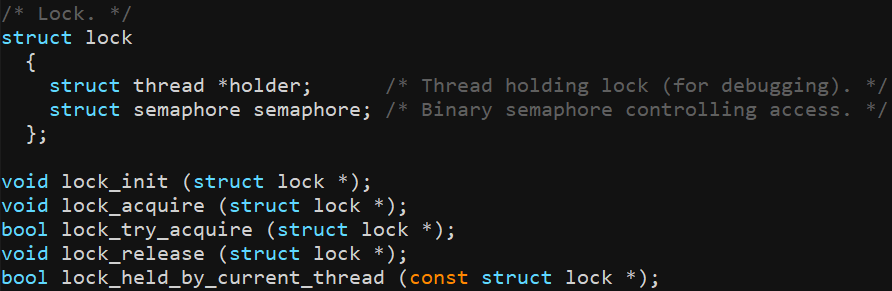 /* Lock. */
struct lock
  {
    struct thread *holder;      /* Thread holding lock (for debugging). */
    struct semaphore semaphore; /* Binary semaphore controlling access. */
  };

void lock_init (struct lock *);
void lock_acquire (struct lock *);
bool lock_try_acquire (struct lock *);
void lock_release (struct lock *);
bool lock_held_by_current_thread (const struct lock *);